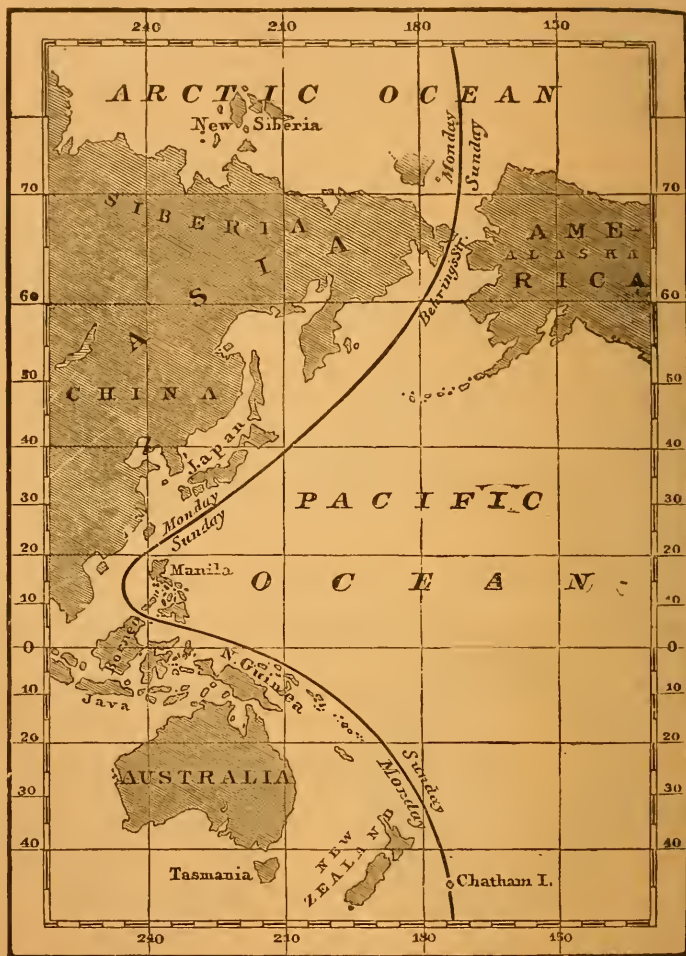 240 210 180 150
ARCTIC OCEAN
New Siberia
Monday
Sunday
70 70
SIBERIA
ASIA
Behring's Str.
AMERICA
ALASKA
60 60
50 50
CHINA
40 40
Japan
30 30
PACIFIC
Monday
Sunday
20 20
Manila
OCEAN
10 10
0 0
Borneo
N. Guinea
10 10
Java
20 20
Sunday
Monday
AUSTRALIA
30 30
40 40
NEW
ZEALAND
Tasmania
Chatham I.
240 210 180 150